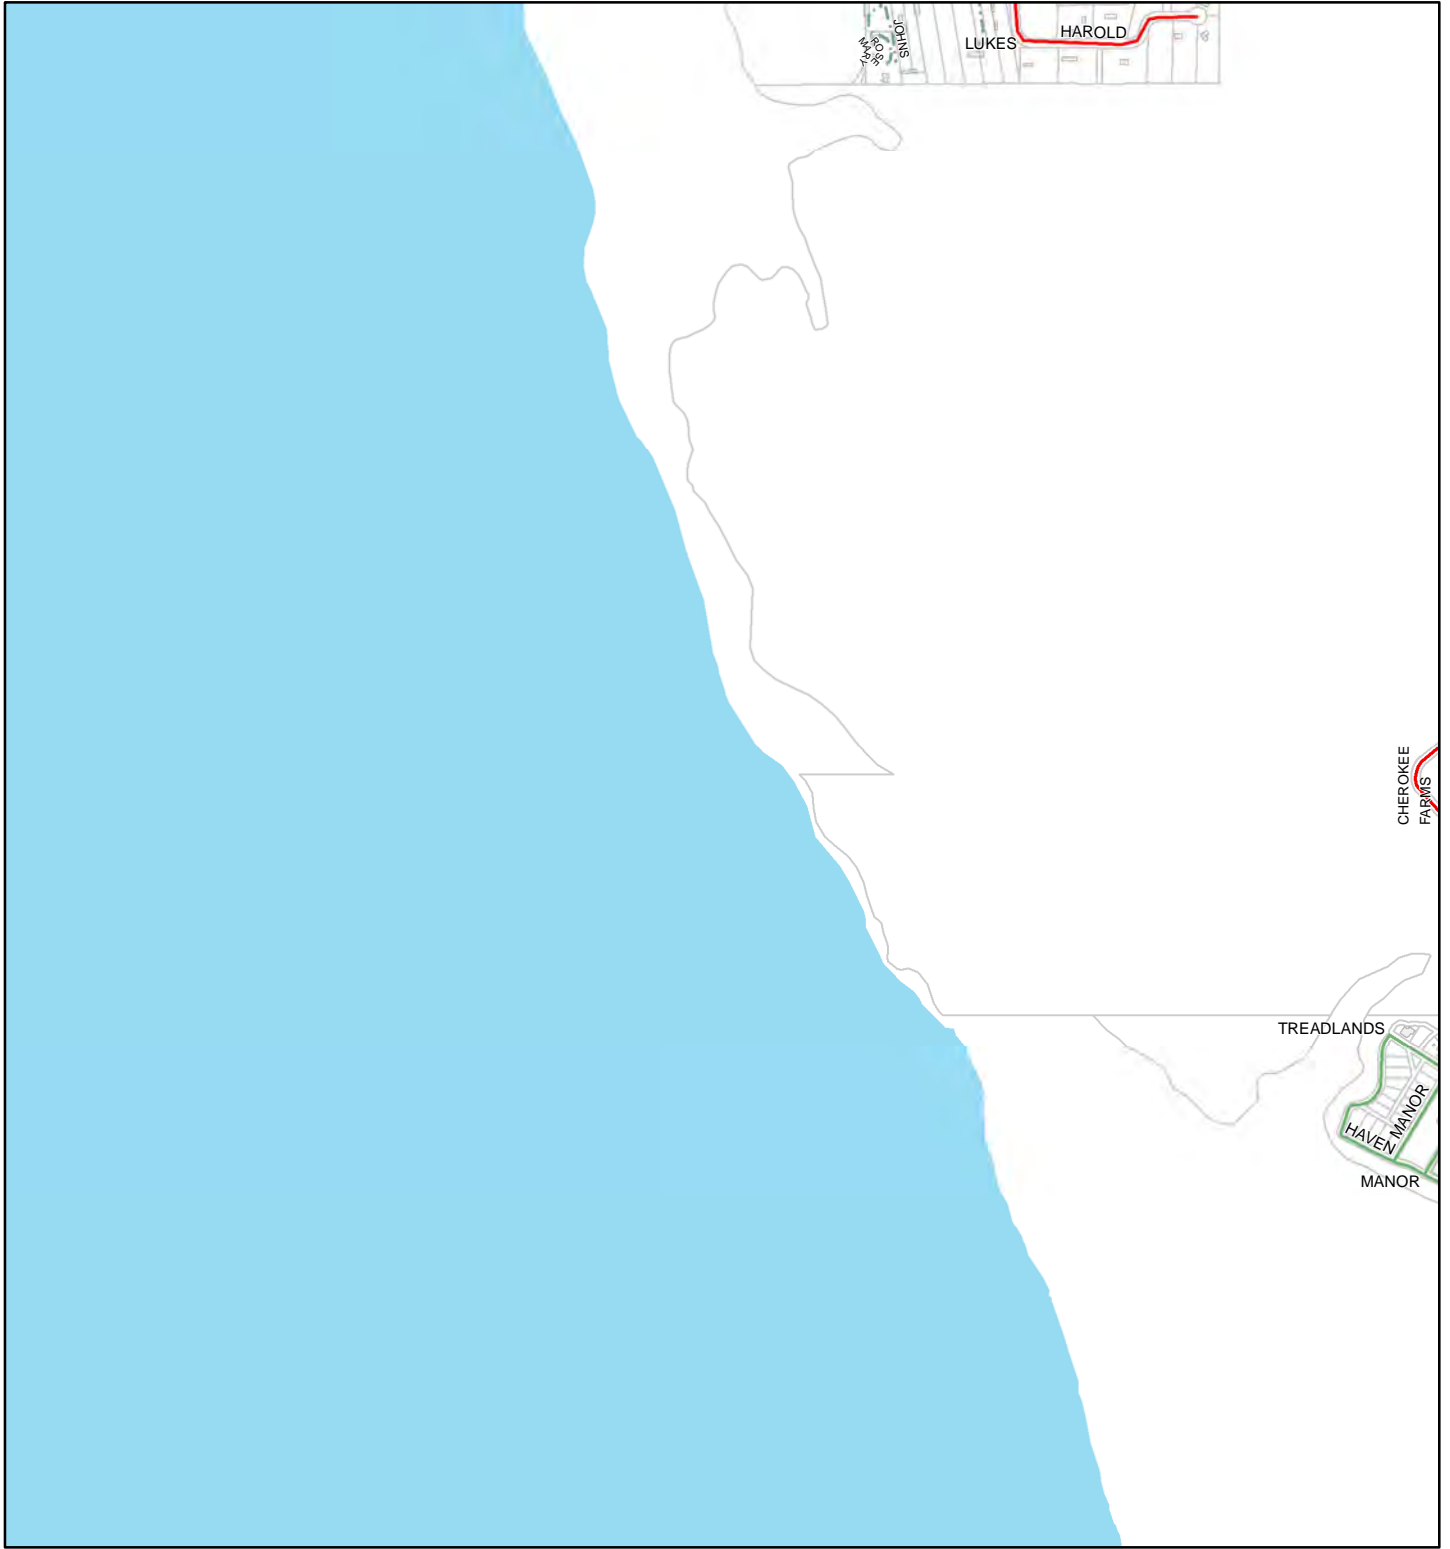 JOHNS
ROSE
MARY
LUKES
HAROLD
CHEROKEE
FARMS
TREADLANDS
MANOR
HAVEN
MANOR